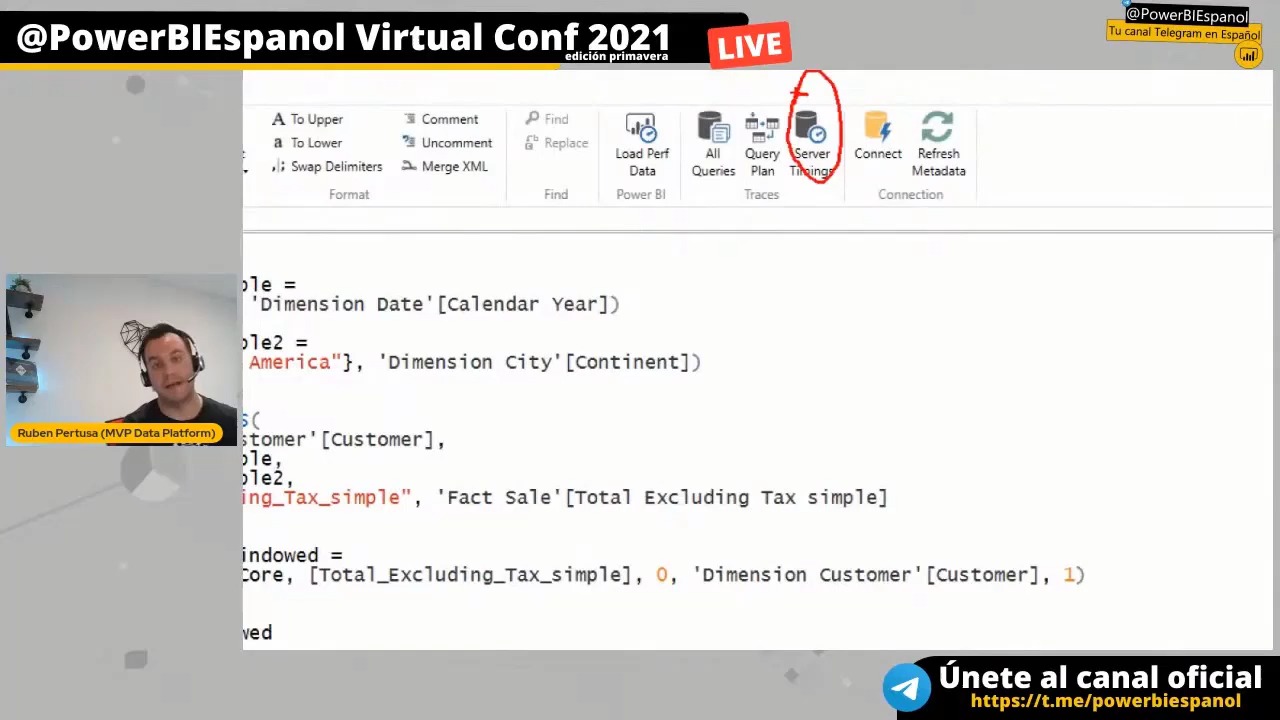 @PowerBIEspanol Virtual Conf 2021
edición primavera
LIVE
@PowerBIEspanol
Tu canal Telegram en Español
To Upper
To Lower
Swap Delimiters
Format
Comment
Uncomment
Merge XML
Find
Replace
Find
Load Perf
Data
Power BI
All
Queries
Query
Plan
Server
Timings
Traces
Connect
Refresh
Metadata
Connection
ble =
'Dimension Date'[Calendar Year])
ble2 =
America"}, 'Dimension City'[Continent])
S(
stomer'[Customer],
ble,
ble2,
ing_Tax_simple", 'Fact Sale'[Total Excluding Tax simple]
indowed =
Core, [Total_Excluding_Tax_simple], 0, 'Dimension Customer'[Customer], 1)
wed
Ruben Pertusa (MVP Data Platform)
Únete al canal oficial
https://t.me/powerbiespanol